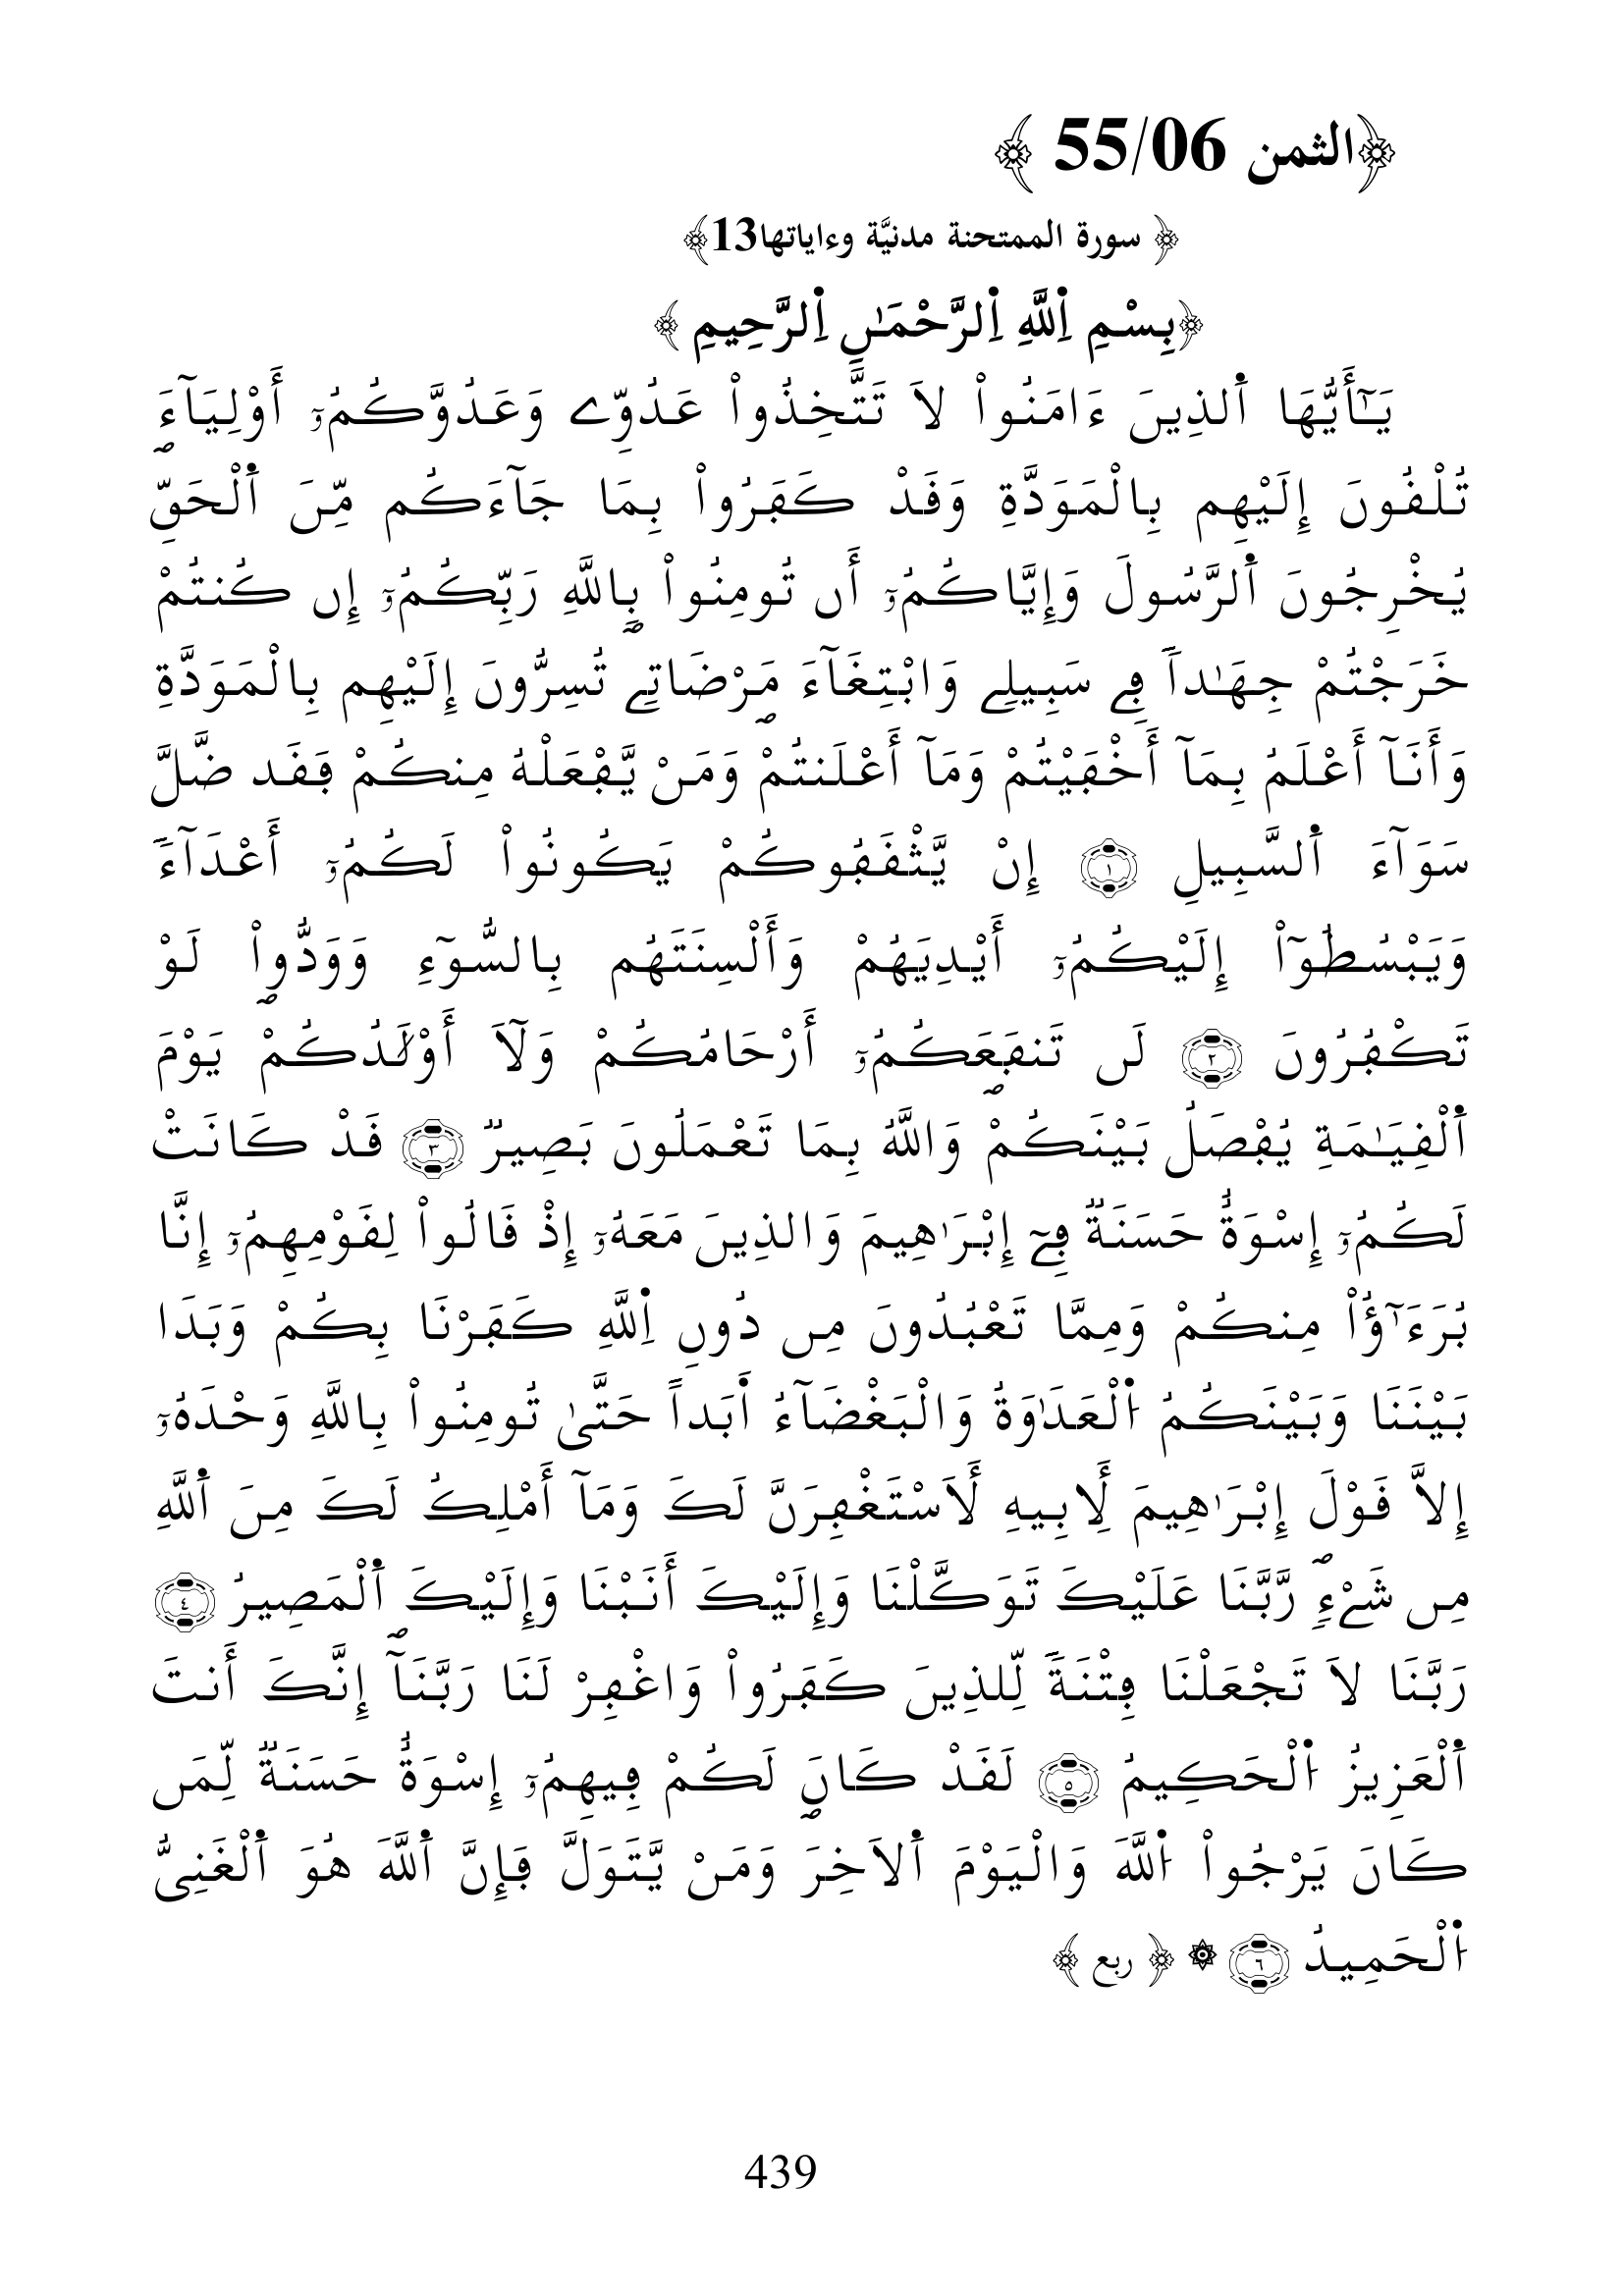 ﴿الثمن 55/06 ﴾
﴿ سورة الممتحنة مدنيَّة وءاياتها13﴾
﴿بِسْمِ اِ۬للَّهِ اِ۬لرَّحْمَٰنِ اِ۬لرَّحِيمِ ﴾
يَٰٓأَيُّهَا اَ۬لذِينَ ءَامَنُواْ لاَ تَتَّخِذُواْ عَدُوِّے وَعَدُوَّكُمُۥٓ أَوْلِيَآءَۖ
تُلْقُونَ إِلَيْهِم بِالْمَوَدَّةِ وَقَدْ كَفَرُواْ بِمَا جَآءَكُم مِّنَ اَ۬لْحَقِّ
يُخْرِجُونَ اَ۬لرَّسُولَ وَإِيَّاكُمُۥٓ أَن تُومِنُواْ بِاللَّهِ رَبِّكُمُۥٓ إِن كُنتُمْ
خَرَجْتُمْ جِهَٰداٗ فِے سَبِيلِے وَابْتِغَآءَ مَرْضَاتِےۖ تُسِرُّونَ إِلَيْهِم بِالْمَوَدَّةِ
وَأَنَآ أَعْلَمُ بِمَآ أَخْفَيْتُمْ وَمَآ أَعْلَنتُمْ وَمَنْ يَّفْعَلْهُ مِنكُمْ فَقَد ضَّلَّ
سَوَآءَ اَ۬لسَّبِيلِ ۝١ إِنْ يَّثْقَفُوكُمْ يَكُونُواْ لَكُمُۥٓ أَعْدَآءٗ
وَيَبْسُطُوٓاْ إِلَيْكُمُۥٓ أَيْدِيَهُمْ وَأَلْسِنَتَهُم بِالسُّوٓءِ وَوَدُّواْۖ لَوْ
تَكْفُرُونَ ۝٢ لَن تَنفَعَكُمُۥٓۖ أَرْحَامُكُمْ وَلَآ أَوْلَٰدُكُمْ يَوْمَ
اَ۬لْقِيَٰمَةِ يُفْصَلُ بَيْنَكُمْ وَاللَّهُ بِمَا تَعْمَلُونَ بَصِيرٞ ۝٣ قَدْ كَانَتْ
لَكُمُۥٓ إِسْوَةٌ حَسَنَةٞ فِےٓ إِبْرَٰهِيمَ وَالذِينَ مَعَهُۥٓ إِذْ قَالُواْ لِقَوْمِهِمُۥٓ إِنَّا
بُرَءَٰٓؤُاْ مِنكُمْ وَمِمَّا تَعْبُدُونَ مِن دُونِ اِ۬للَّهِ كَفَرْنَا بِكُمْ وَبَدَا
بَيْنَنَا وَبَيْنَكُمُ اُ۬لْعَدَٰوَةُ وَالْبَغْضَآءُ اَ۬بَداً حَتَّىٰ تُومِنُواْ بِاللَّهِ وَحْدَهُۥٓ
إِلاَّ قَوْلَ إِبْرَٰهِيمَ لِأَبِيهِ لَأَسْتَغْفِرَنَّ لَكَ وَمَآ أَمْلِكُ لَكَ مِنَ اَ۬للَّهِ
مِن شَےْءٖۖ رَّبَّنَا عَلَيْكَ تَوَكَّلْنَا وَإِلَيْكَ أَنَبْنَا وَإِلَيْكَ اَ۬لْمَصِيرُ ۝٤
رَبَّنَا لاَ تَجْعَلْنَا فِتْنَةٗ لِّلذِينَ كَفَرُواْ وَاغْفِرْ لَنَا رَبَّنَآۖ إِنَّكَ أَنتَ
اَ۬لْعَزِيزُ اُ۬لْحَكِيمُ ۝٥ لَقَدْ كَانَۖ لَكُمْ فِيهِمُۥٓ إِسْوَةٌ حَسَنَةٞ لِّمَن
كَانَ يَرْجُواْ اُ۬للَّهَ وَالْيَوْمَ اَ۬لاَخِرَ وَمَنْ يَّتَوَلَّ فَإِنَّ اَ۬للَّهَ هُوَ اَ۬لْغَنِىُّ
اُ۬لْحَمِيدُ ۝٦ ۞ ﴿ ربع ﴾
439